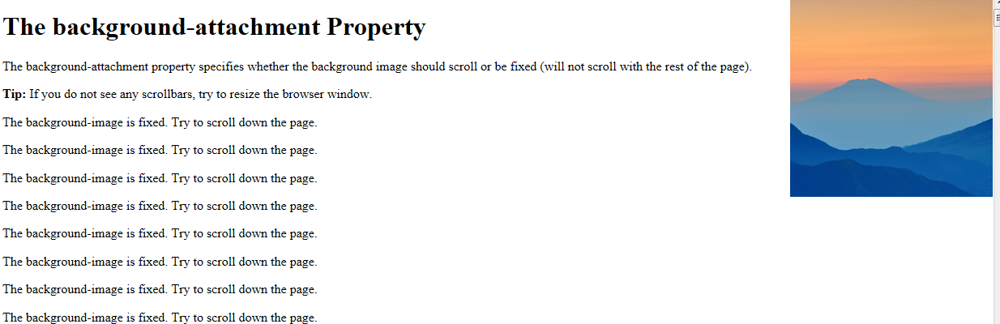 The background-attachment Property
The background-attachment property specifies whether the background image should scroll or be fixed (will not scroll with the rest of the page).
Tip: If you do not see any scrollbars, try to resize the browser window.
The background-image is fixed. Try to scroll down the page.
The background-image is fixed. Try to scroll down the page.
The background-image is fixed. Try to scroll down the page.
The background-image is fixed. Try to scroll down the page.
The background-image is fixed. Try to scroll down the page.
The background-image is fixed. Try to scroll down the page.
The background-image is fixed. Try to scroll down the page.
The background-image is fixed. Try to scroll down the page.